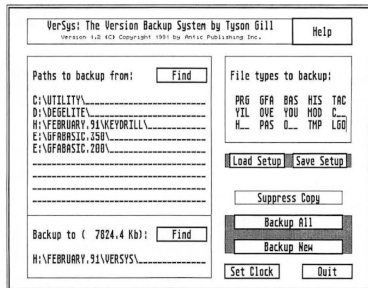 VerSys: The Version Backup System by Tyson Gill
Version 1.2 (C) Copyright 1991 by Antic Publishing Inc.
Help
Paths to backup from:
Find
C:\UTILITY\
D:\DEGELITE\
H:\FEBRUARY.91\KEYDRILL\
E:\GFABASIC.350\
E:\GFABASIC.200\
Backup to ( 7824.4 Kb):
Find
H:\FEBRUARY.91\VERSYS\
File types to backup:
PRG GFA BAS HIS TAC
YIL OVE YOU MOD C__
H__ PAS O__ TMP LGO
Load Setup
Save Setup
Suppress Copy
Backup All
Backup New
Set Clock
Quit